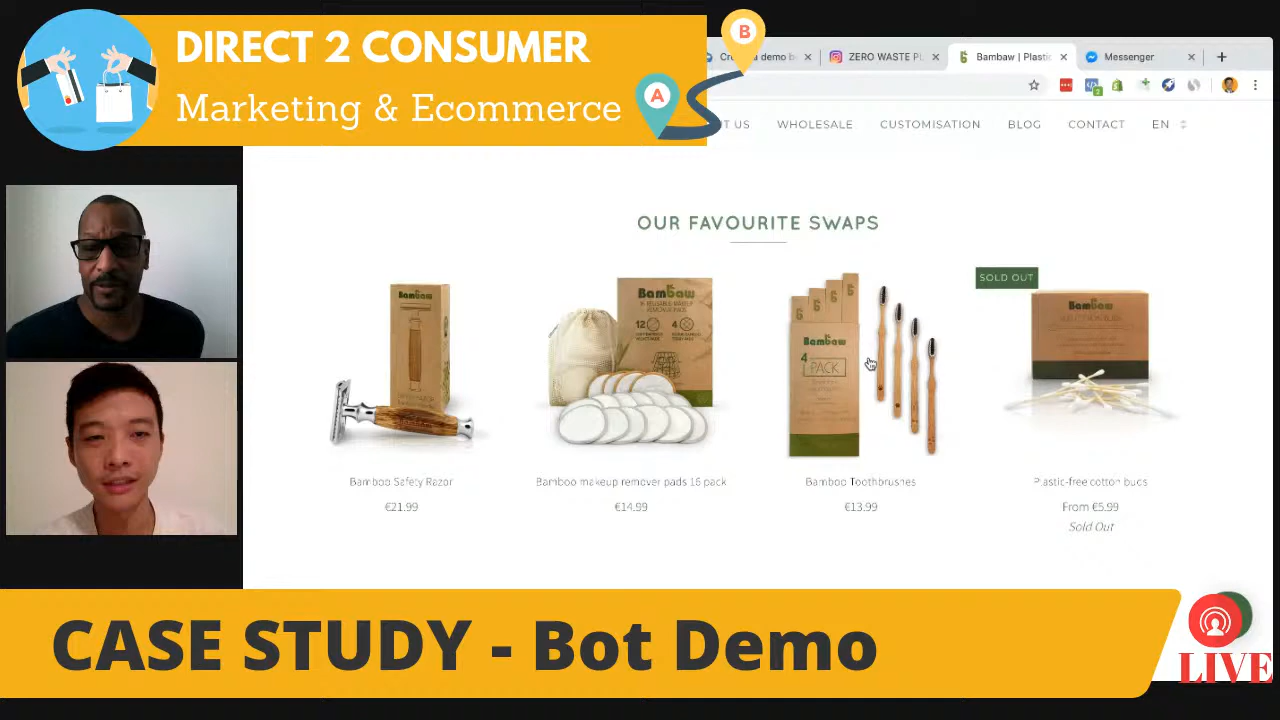 DIRECT 2 CONSUMER
Marketing & Ecommerce
A
B
ZERO WASTE PL
Bambaw | Plastic
Messenger
T US
WHOLESALE
CUSTOMISATION
BLOG
CONTACT
EN
OUR FAVOURITE SWAPS
SOLD OUT
Bambaw
Bambaw
12
4
Bambaw
4
PACK
Bambaw
Bamboo Safety Razor
Bamboo makeup remover pads 16 pack
Bamboo Toothbrushes
Plastic-free cotton buds
€21.99
€14.99
€13.99
From €5.99
Sold Out
CASE STUDY - Bot Demo
LIVE